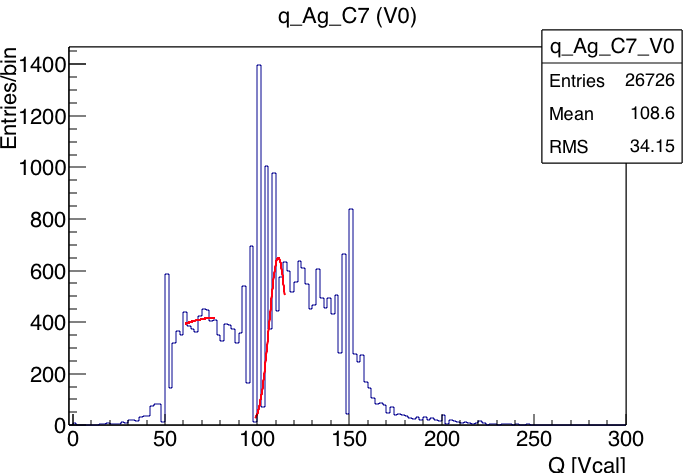 q_Ag_C7 (V0)
q_Ag_C7_V0
Entries 26726
Mean 108.6
RMS 34.15
Entries/bin
1400
1200
1000
800
600
400
200
0
0 50 100 150 200 250 300
Q [Vcal]